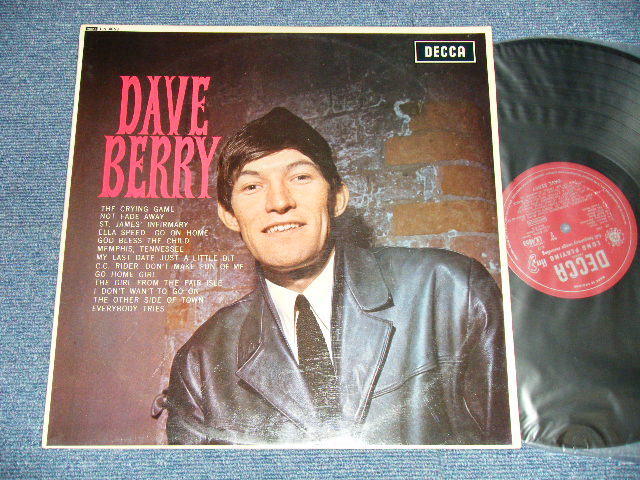 DECCA
DAVE
BERRY
THE CRYING GAME
NOT FADE AWAY
ST. JAMES' INFIRMARY
ELLA SPEED GO ON HOME
GOD BLESS THE CHILD
MEMPHIS, TENNESSEE
MY LAST DATE JUST A LITTLE BIT
C.C. RIDER DON'T MAKE FUN OF ME
GO HOME GIRL
THE GIRL FROM THE FAIR ISLE
I DON'T WANT TO GO ON
THE OTHER SIDE OF TOWN
EVERYBODY TRIES
DECCA
LONG PLAYING